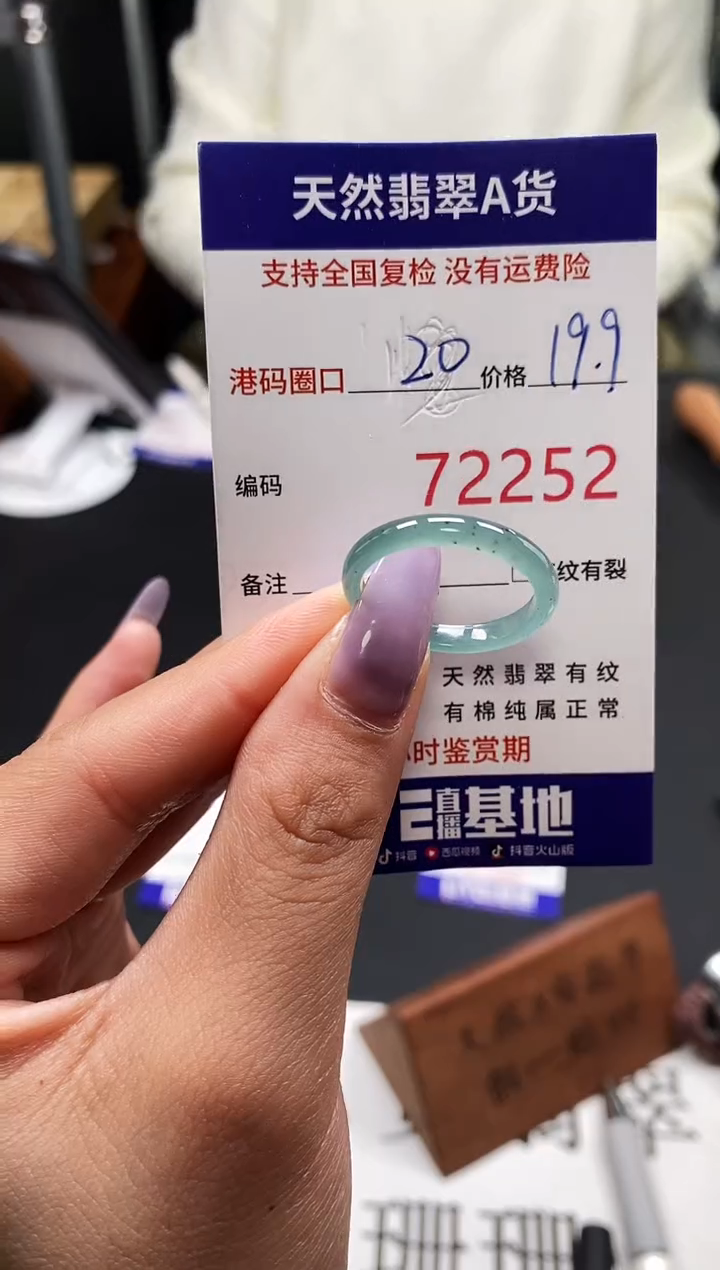 天然翡翠A货
支持全国复检 没有运费险
港码圈口 20 价格 19.9
编码 72252
备注 纹有裂
天然翡翠有纹
有棉纯属正常
时鉴赏期
直播基地
抖音 西瓜视频 抖音火山版